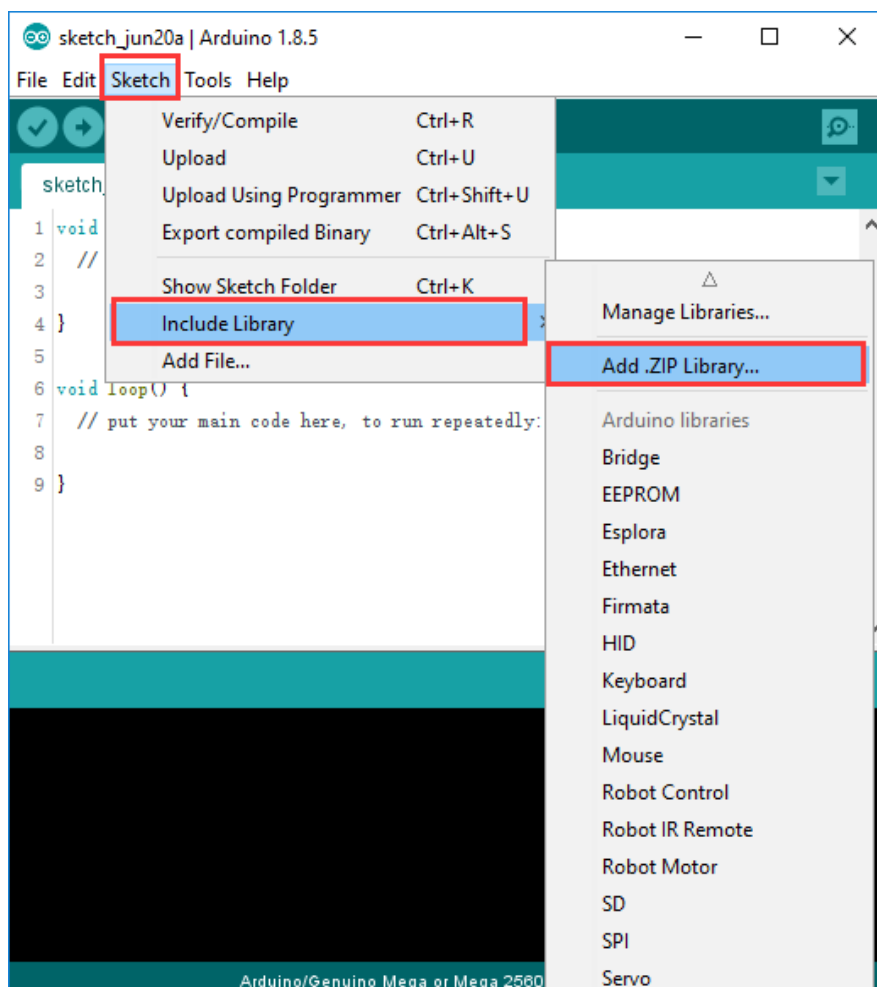 sketch_jun20a | Arduino 1.8.5
File Edit Sketch Tools Help
Verify/Compile Ctrl+R
Upload Ctrl+U
Upload Using Programmer Ctrl+Shift+U
Export compiled Binary Ctrl+Alt+S
Show Sketch Folder Ctrl+K
Include Library
Add File...
Manage Libraries...
Add .ZIP Library...
Arduino libraries
Bridge
EEPROM
Esplora
Ethernet
Firmata
HID
Keyboard
LiquidCrystal
Mouse
Robot Control
Robot IR Remote
Robot Motor
SD
SPI
Servo
sketch_
1 void
2 //
3
4 }
5
6 void loop() {
7 // put your main code here, to run repeatedly:
8
9 }
Arduino/Genuino Mega or Mega 2560